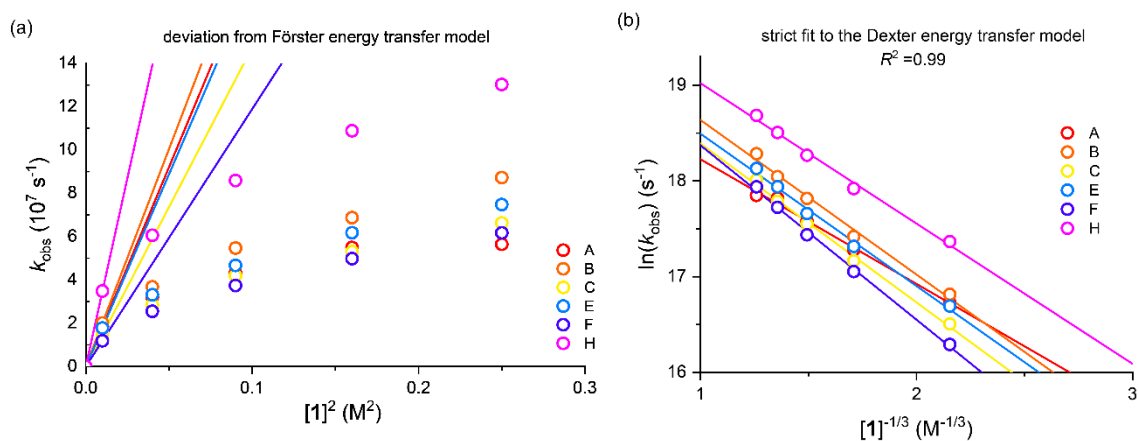 (a)
deviation from Förster energy transfer model
k_obs (10⁷ s⁻¹)
14
12
10
8
6
4
2
0
0.0
0.1
0.2
0.3
[1]² (M²)
A
B
C
E
F
H
(b)
strict fit to the Dexter energy transfer model
R² =0.99
ln(k_obs) (s⁻¹)
19
18
17
16
1
2
3
[1]⁻¹/³ (M⁻¹/³)
A
B
C
E
F
H